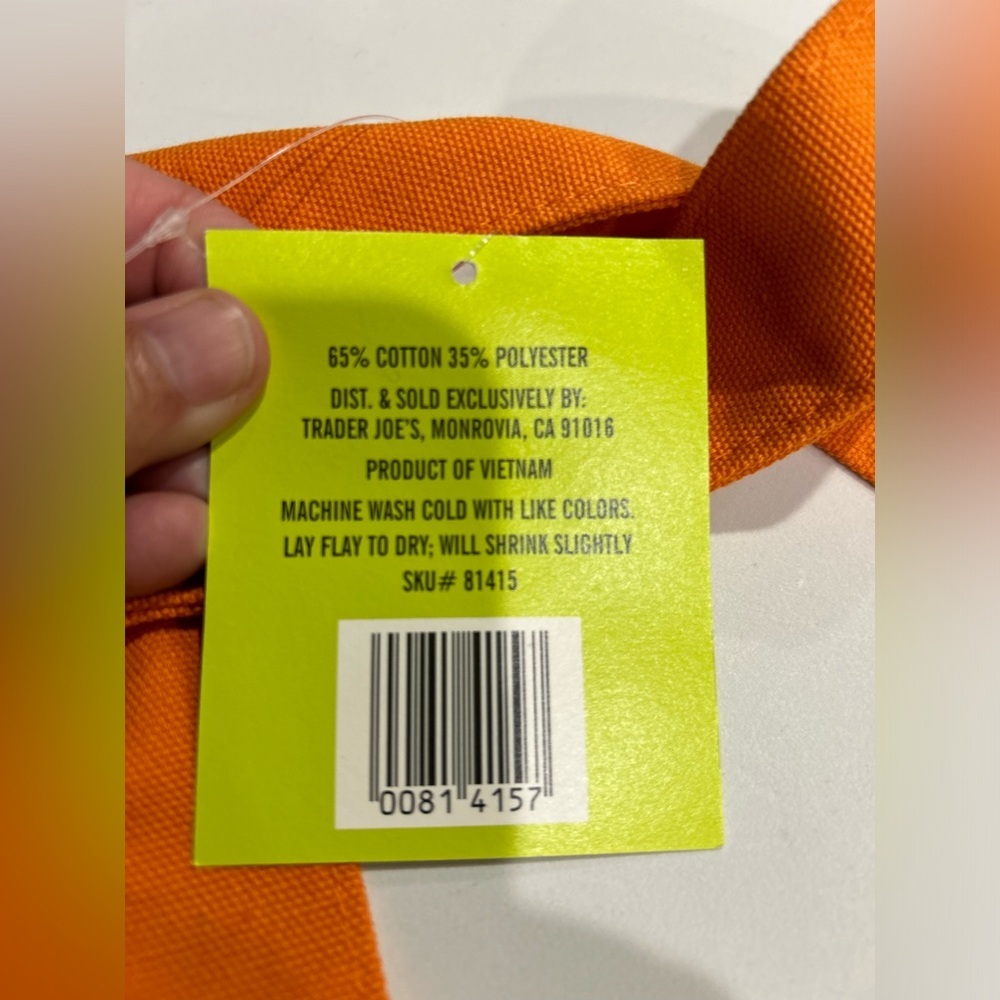 65% COTTON 35% POLYESTER
DIST. & SOLD EXCLUSIVELY BY:
TRADER JOE'S, MONROVIA, CA 91016
PRODUCT OF VIETNAM
MACHINE WASH COLD WITH LIKE COLORS.
LAY FLAY TO DRY; WILL SHRINK SLIGHTLY
SKU# 81415
0081 4157